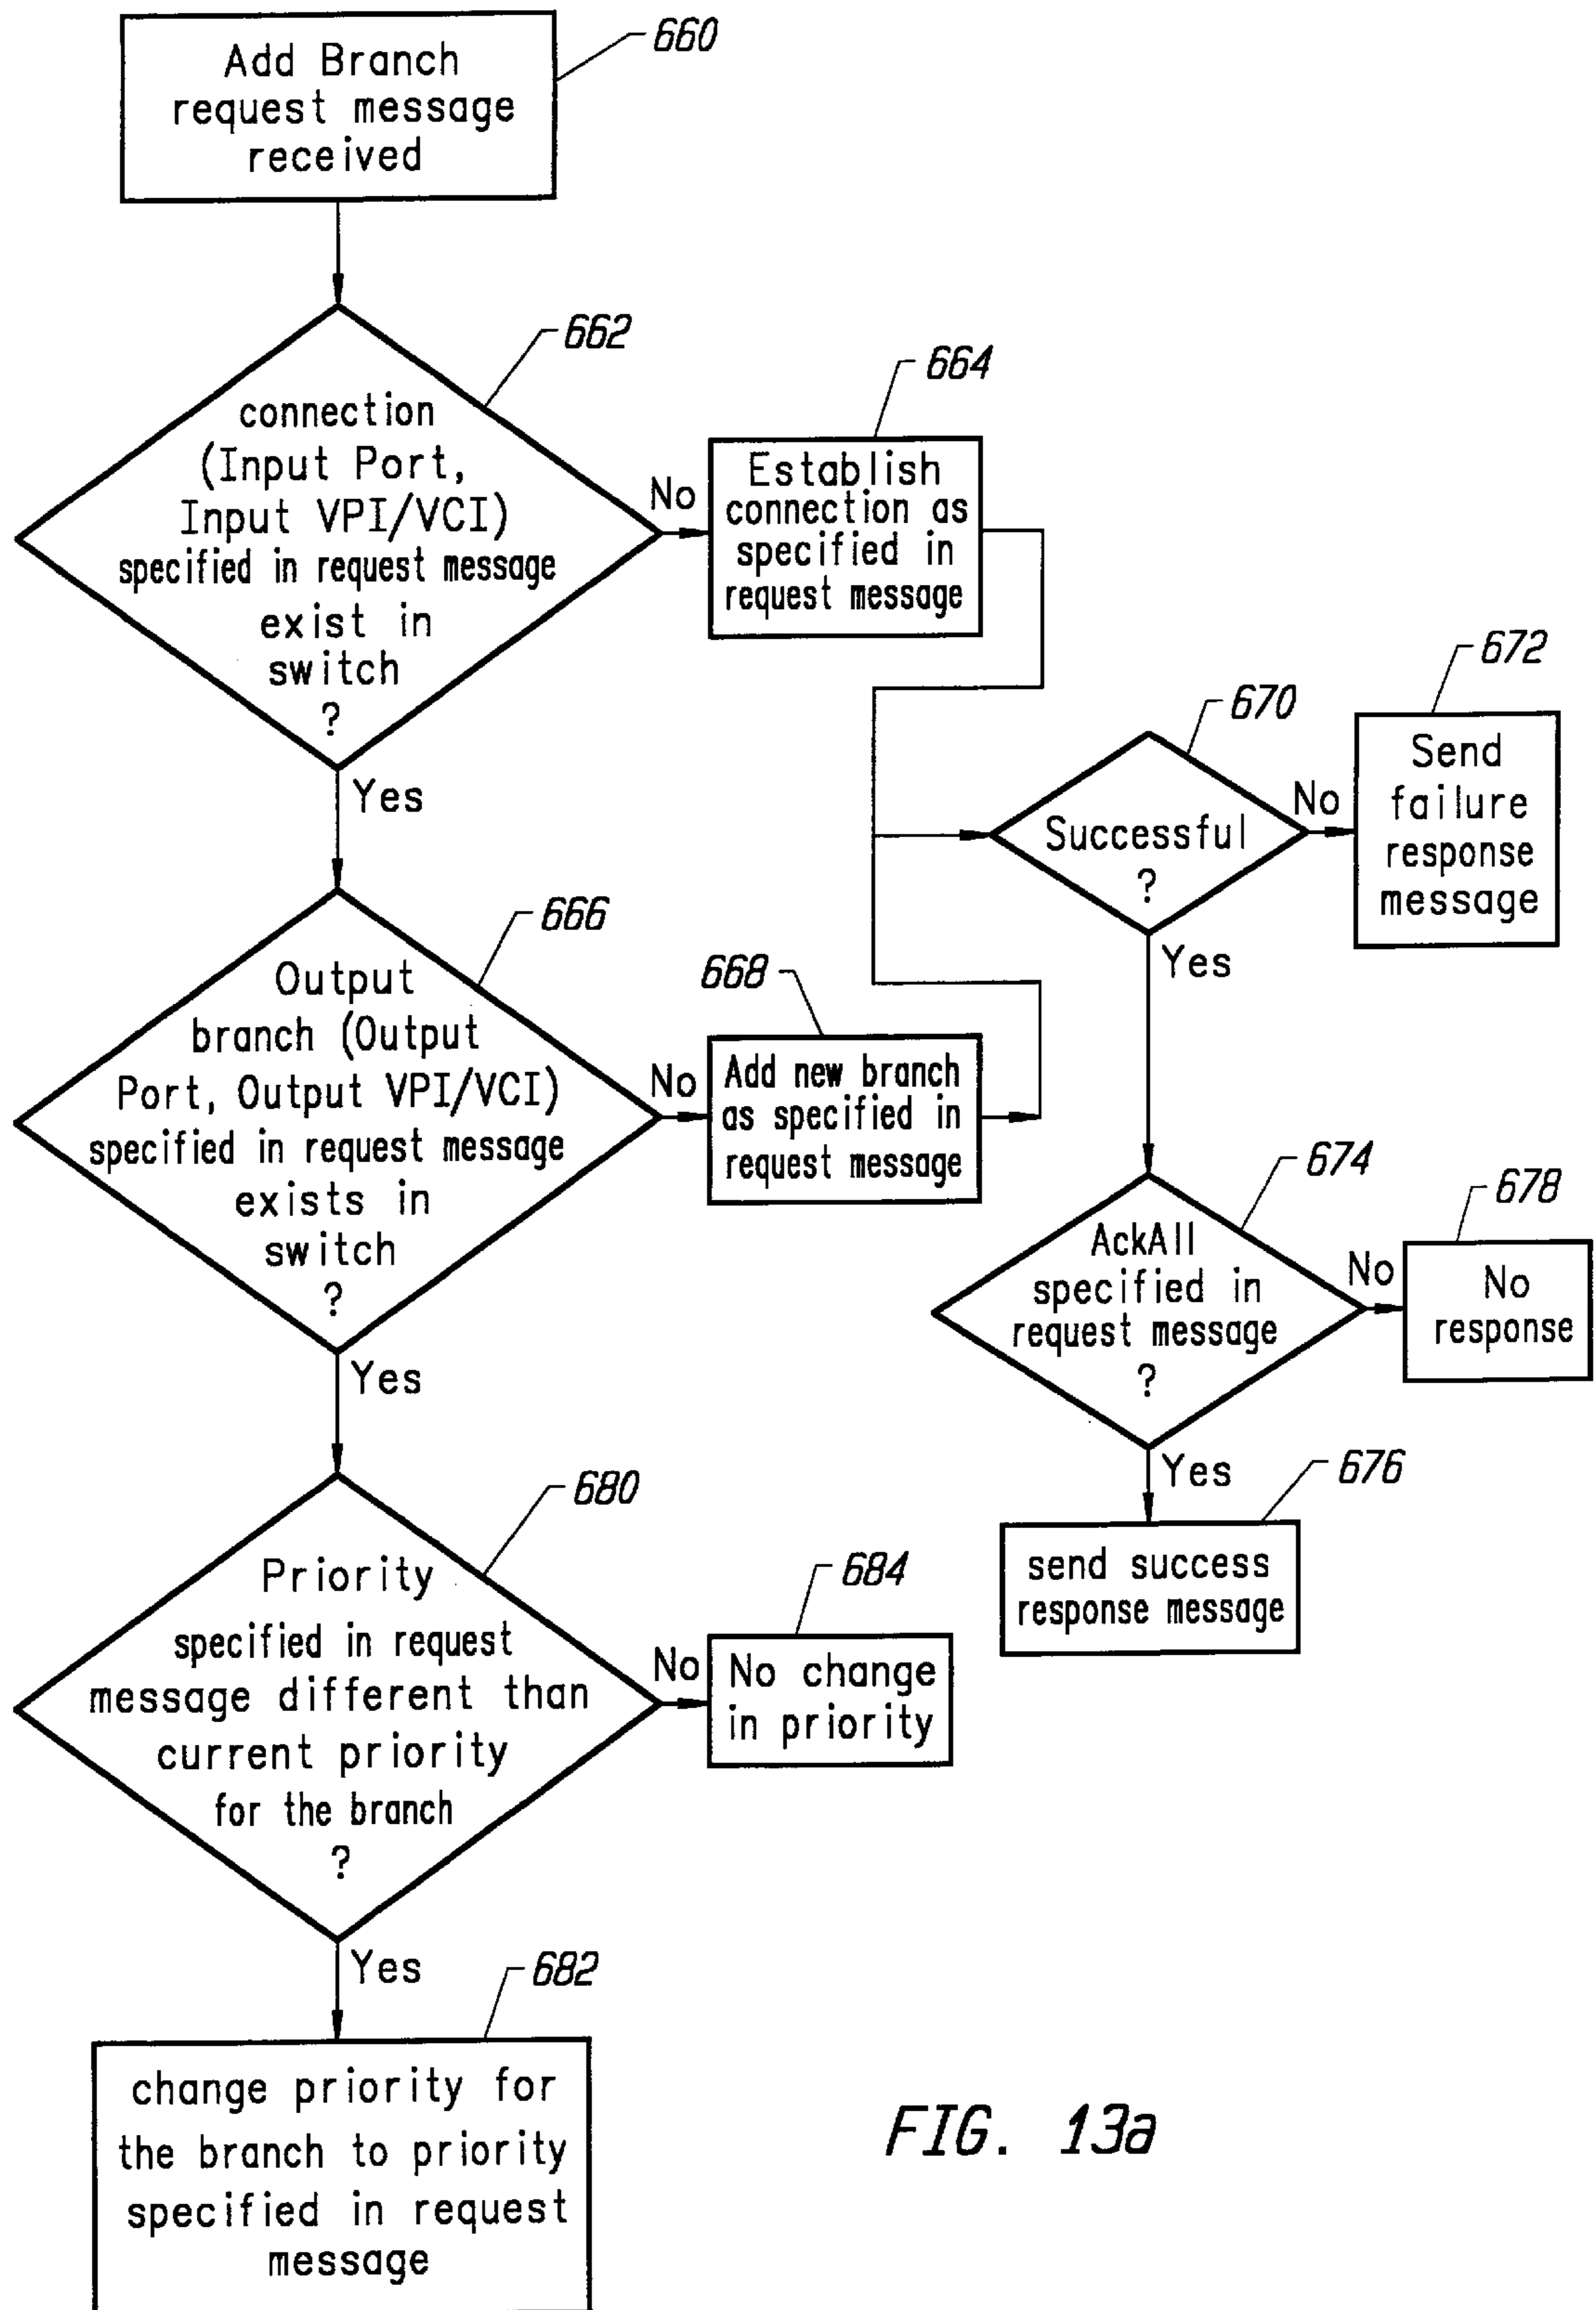 Add Branch
request message
received
660
connection
(Input Port,
Input VPI/VCI)
specified in request message
exist in
switch
?
662
No
Establish
connection as
specified in
request message
664
Yes
Output
branch (Output
Port, Output VPI/VCI)
specified in request message
exists in
switch
?
666
No
Add new branch
as specified in
request message
668
Successful
?
670
No
Send
failure
response
message
672
Yes
AckAll
specified in
request message
?
674
No
No
response
678
Yes
send success
response message
676
Yes
Priority
specified in request
message different than
current priority
for the branch
?
680
No
No change
in priority
684
Yes
change priority for
the branch to priority
specified in request
message
682
FIG. 13a